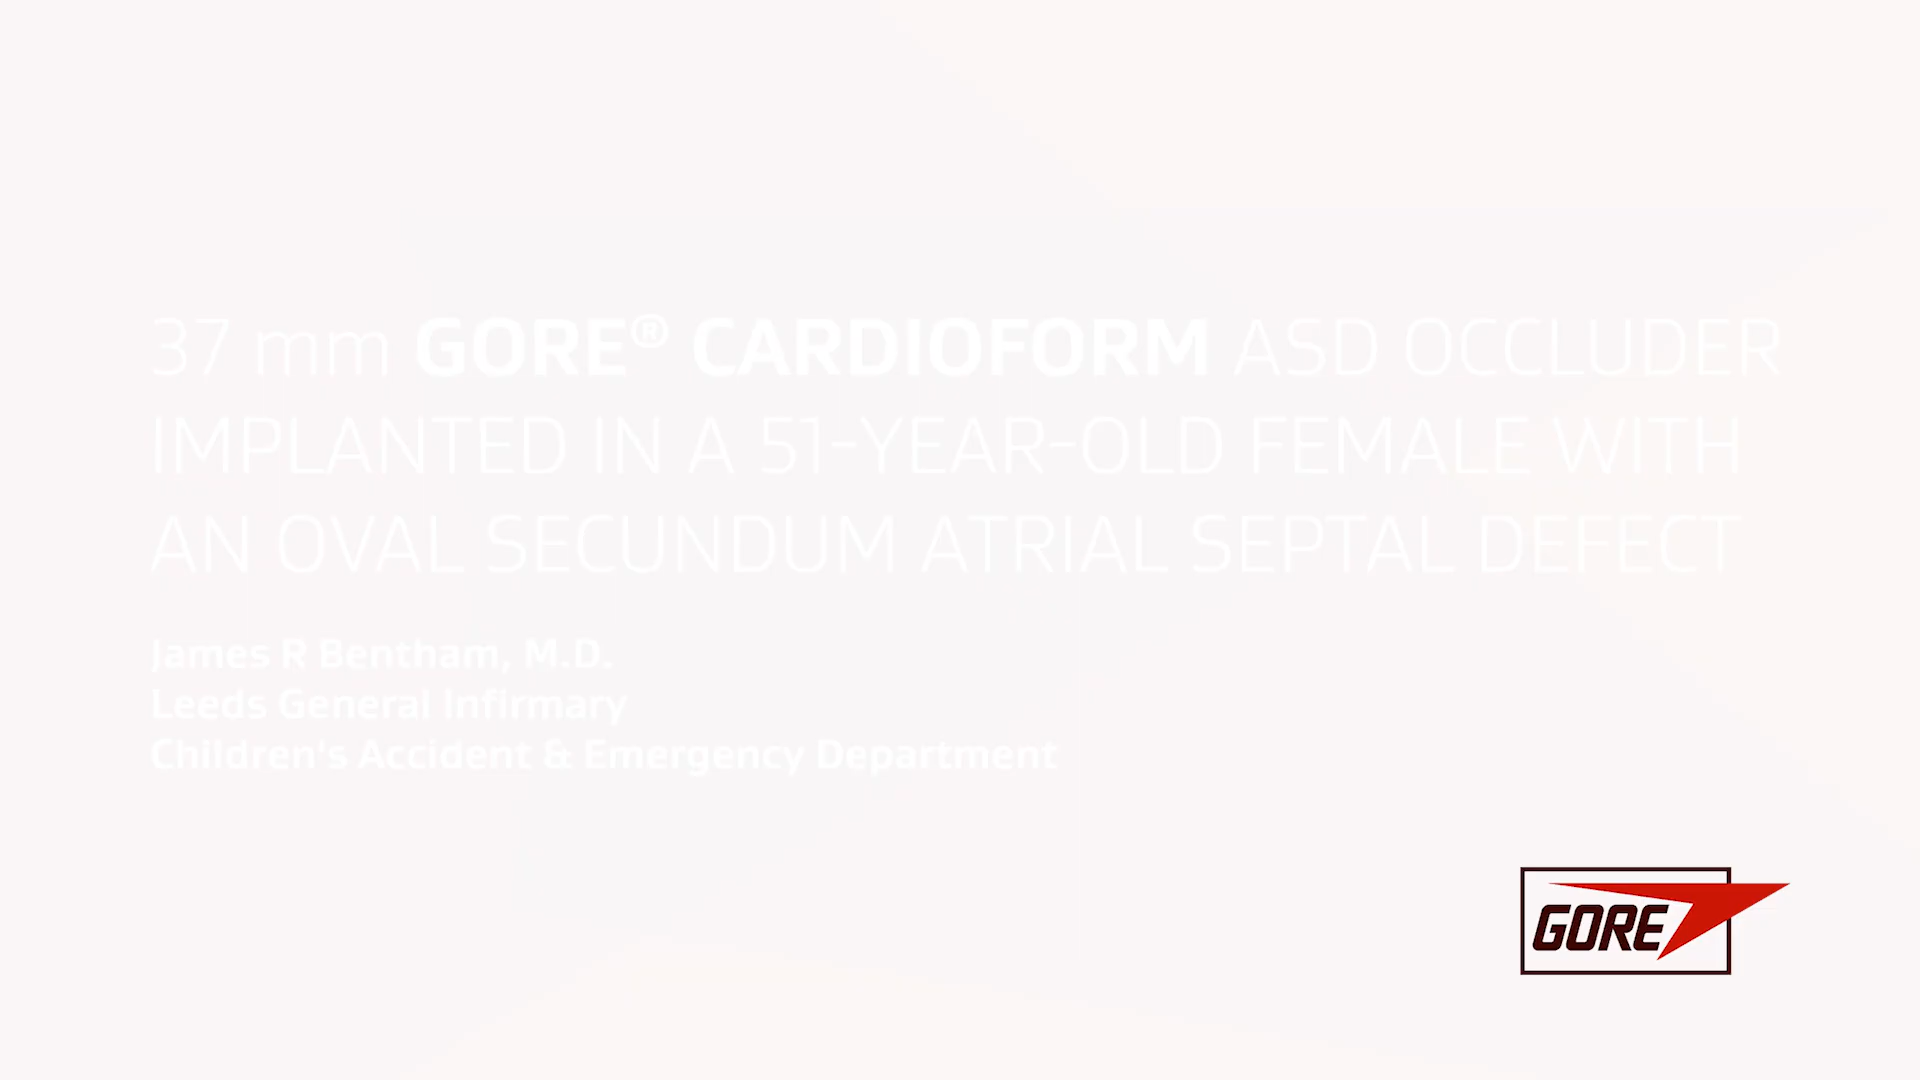 37 mm GORE® CARDIOFORM ASD OCCLUDER
IMPLANTED IN A 51-YEAR-OLD FEMALE WITH
AN OVAL SECUNDUM ATRIAL SEPTAL DEFECT
James R Bentham, M.D.
Leeds General Infirmary
Children's Accident & Emergency Department
GORE